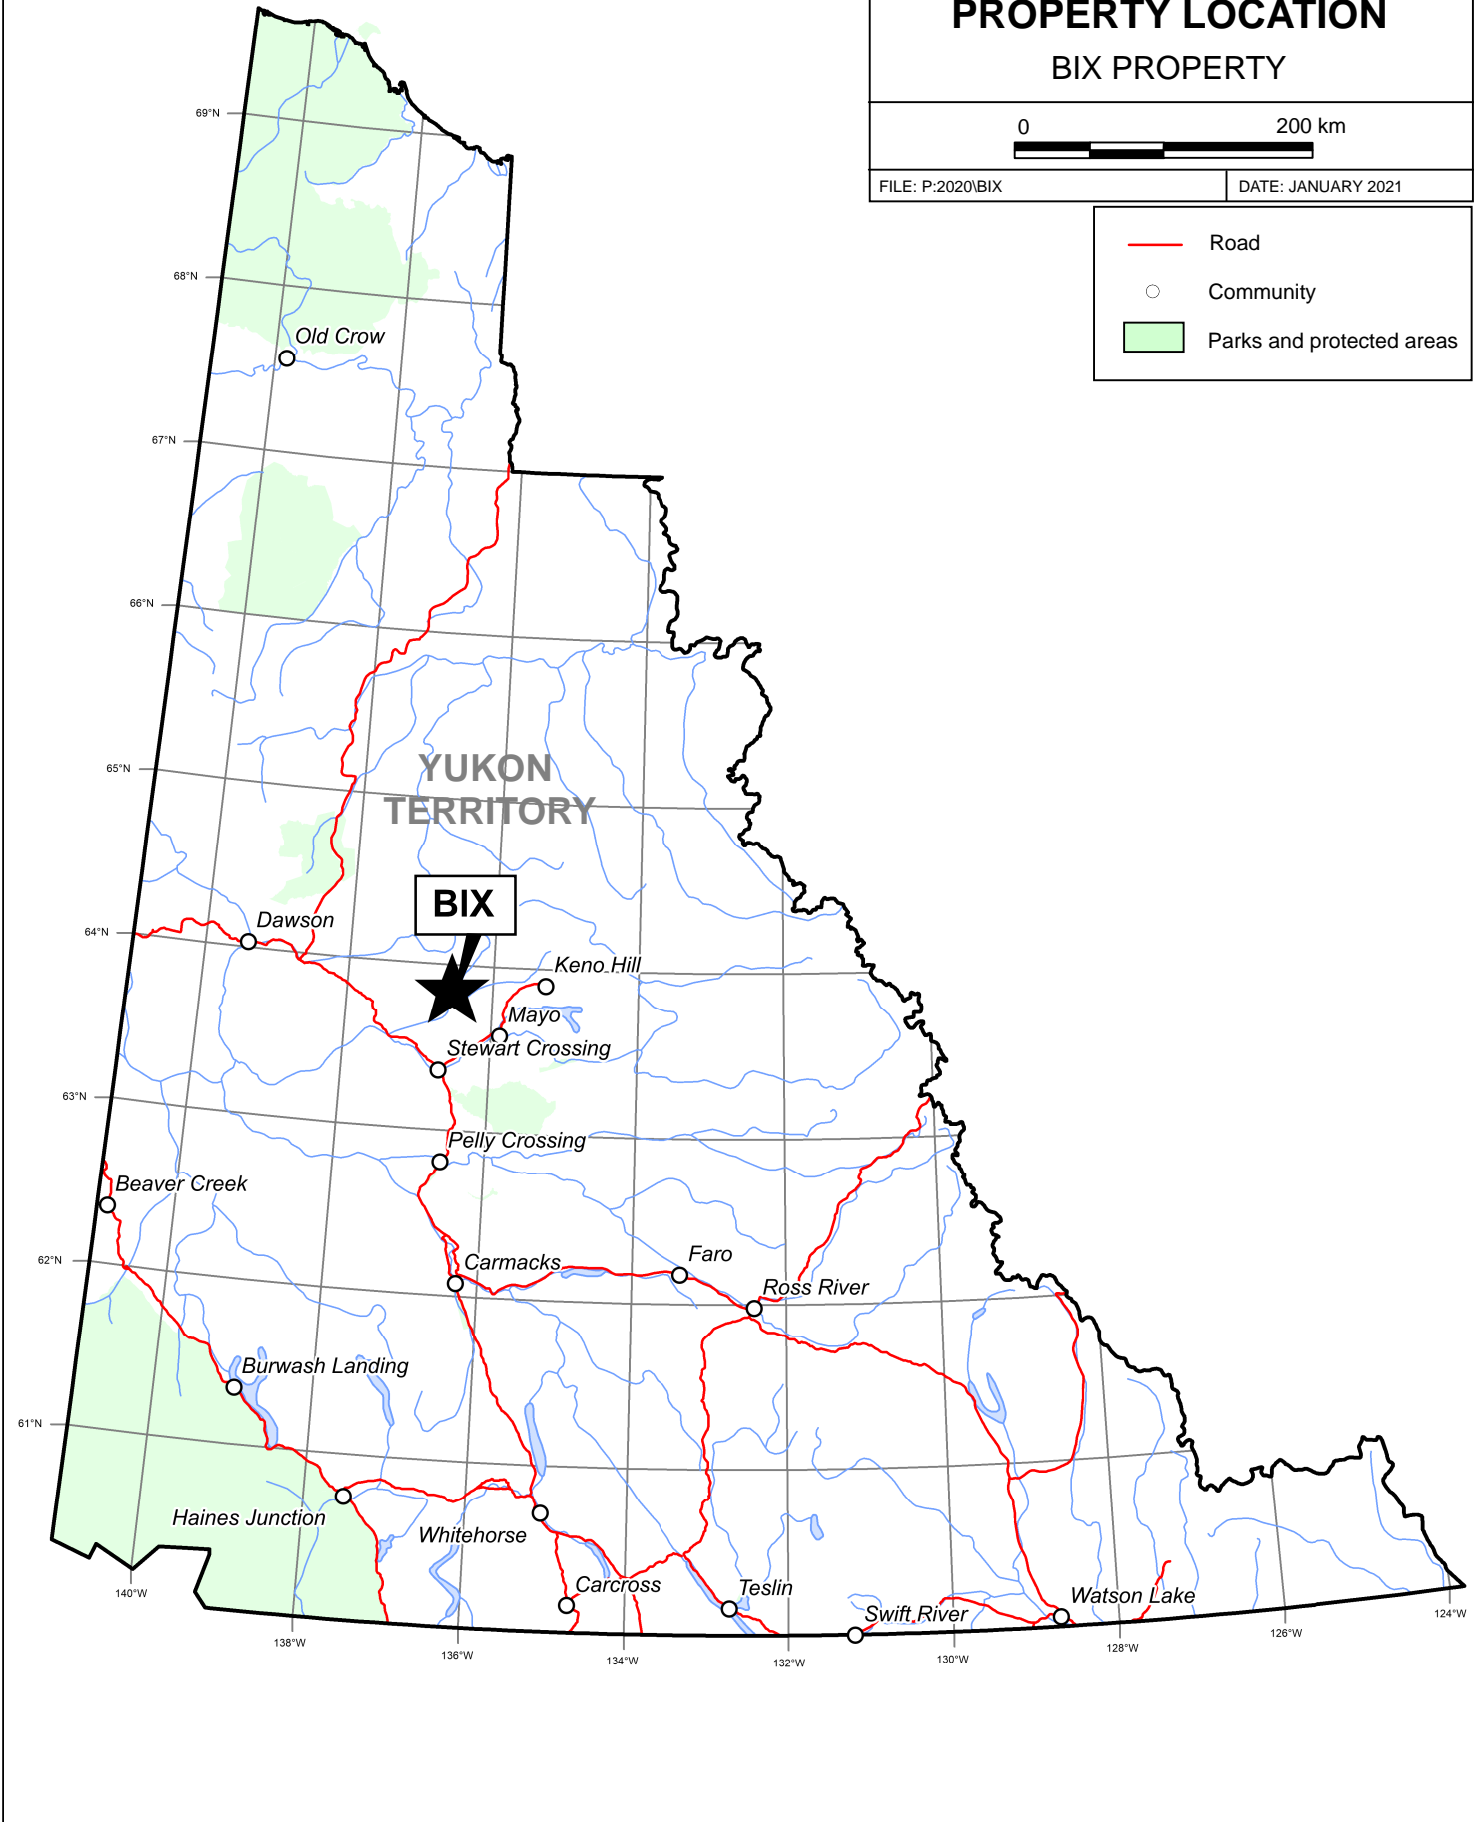 PROPERTY LOCATION
BIX PROPERTY
0 200 km
FILE: P:2020\BIX DATE: JANUARY 2021
Road
Community
Parks and protected areas
69°N
68°N
Old Crow
67°N
66°N
65°N
YUKON
TERRITORY
BIX
Dawson
64°N
Keno Hill
Mayo
Stewart Crossing
63°N
Pelly Crossing
Beaver Creek
62°N
Carmacks
Faro
Ross River
Burwash Landing
61°N
Haines Junction
Whitehorse
Carcross
Teslin
Swift River
Watson Lake
140°W
138°W
136°W
134°W
132°W
130°W
128°W
126°W
124°W